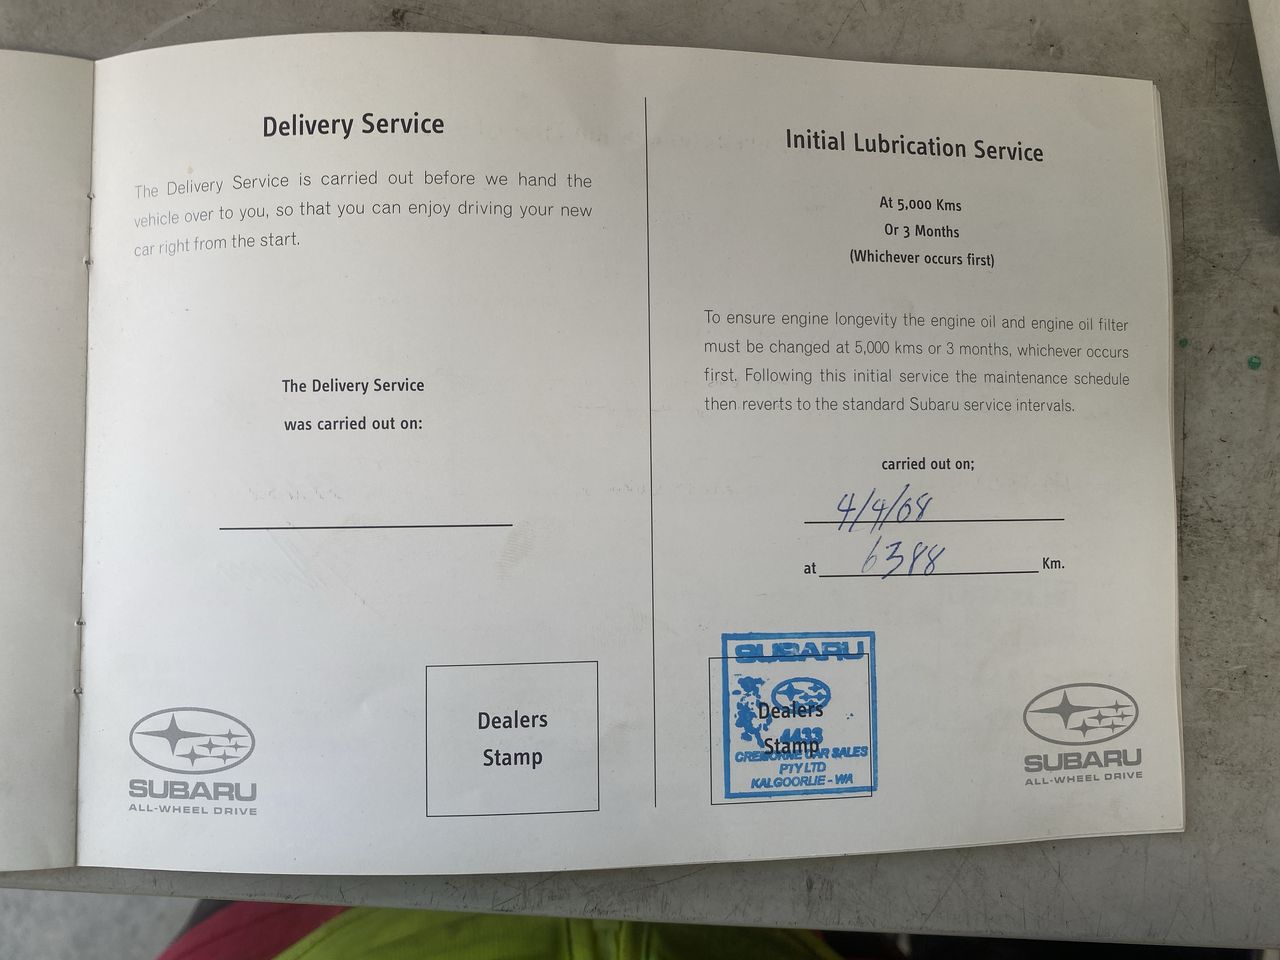 Delivery Service
The Delivery Service is carried out before we hand the
vehicle over to you, so that you can enjoy driving your new
car right from the start.
The Delivery Service
was carried out on:
Dealers
Stamp
SUBARU
ALL-WHEEL DRIVE
Initial Lubrication Service
At 5,000 Kms
Or 3 Months
(Whichever occurs first)
To ensure engine longevity the engine oil and engine oil filter
must be changed at 5,000 kms or 3 months, whichever occurs
first. Following this initial service the maintenance schedule
then reverts to the standard Subaru service intervals.
carried out on;
4/4/08
at 6388 Km.
SUBARU
Dealers
4433
Stamp
CREMORNE CAR SALES
PTY LTD
KALGOORLIE - WA
SUBARU
ALL-WHEEL DRIVE